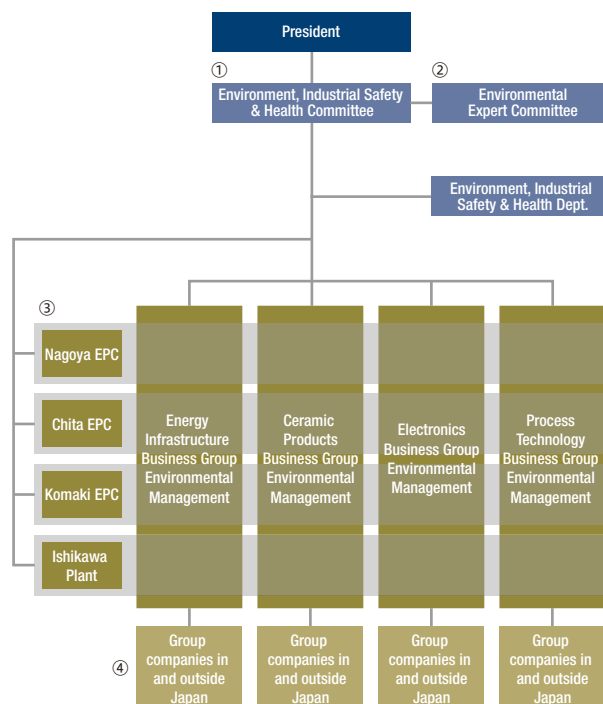 President
①
②
Environment, Industrial Safety
& Health Committee
Environmental
Expert Committee
Environment, Industrial
Safety & Health Dept.
③
Nagoya EPC
Chita EPC
Komaki EPC
Ishikawa
Plant
Energy
Infrastructure
Business Group
Environmental
Management
Ceramic
Products
Business Group
Environmental
Management
Electronics
Business Group
Environmental
Management
Process
Technology
Business Group
Environmental
Management
④
Group
companies in
and outside
Japan
Group
companies in
and outside
Japan
Group
companies in
and outside
Japan
Group
companies in
and outside
Japan